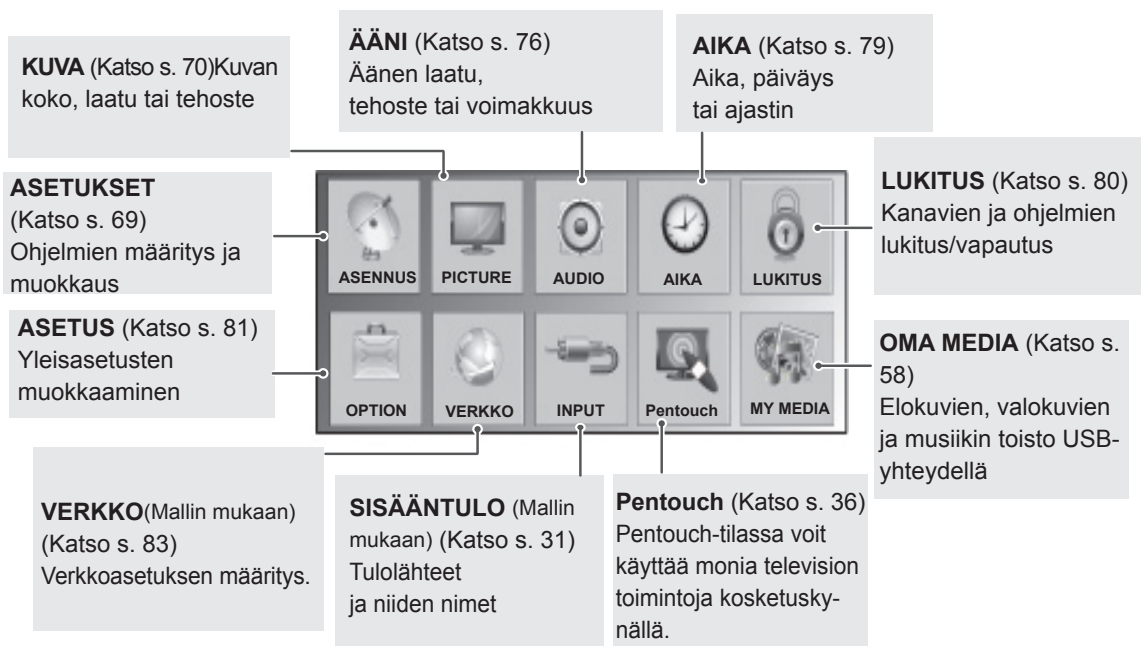 KUVA (Katso s. 70)Kuvan
koko, laatu tai tehoste
ÄÄNI (Katso s. 76)
Äänen laatu,
tehoste tai voimakkuus
AIKA (Katso s. 79)
Aika, päiväys
tai ajastin
ASETUKSET
(Katso s. 69)
Ohjelmien määritys ja
muokkaus
LUKITUS (Katso s. 80)
Kanavien ja ohjelmien
lukitus/vapautus
ASENNUS PICTURE AUDIO AIKA LUKITUS
ASETUS (Katso s. 81)
Yleisasetusten
muokkaaminen
OPTION VERKKO INPUT Pentouch MY MEDIA
OMA MEDIA (Katso s.
58)
Elokuvien, valokuvien
ja musiikin toisto USB-
yhteydellä
VERKKO(Mallin mukaan)
(Katso s. 83)
Verkkoasetuksen määritys.
SISÄÄNTULO (Mallin
mukaan) (Katso s. 31)
Tulolähteet
ja niiden nimet
Pentouch (Katso s. 36)
Pentouch-tilassa voit
käyttää monia television
toimintoja kosketusky-
nällä.